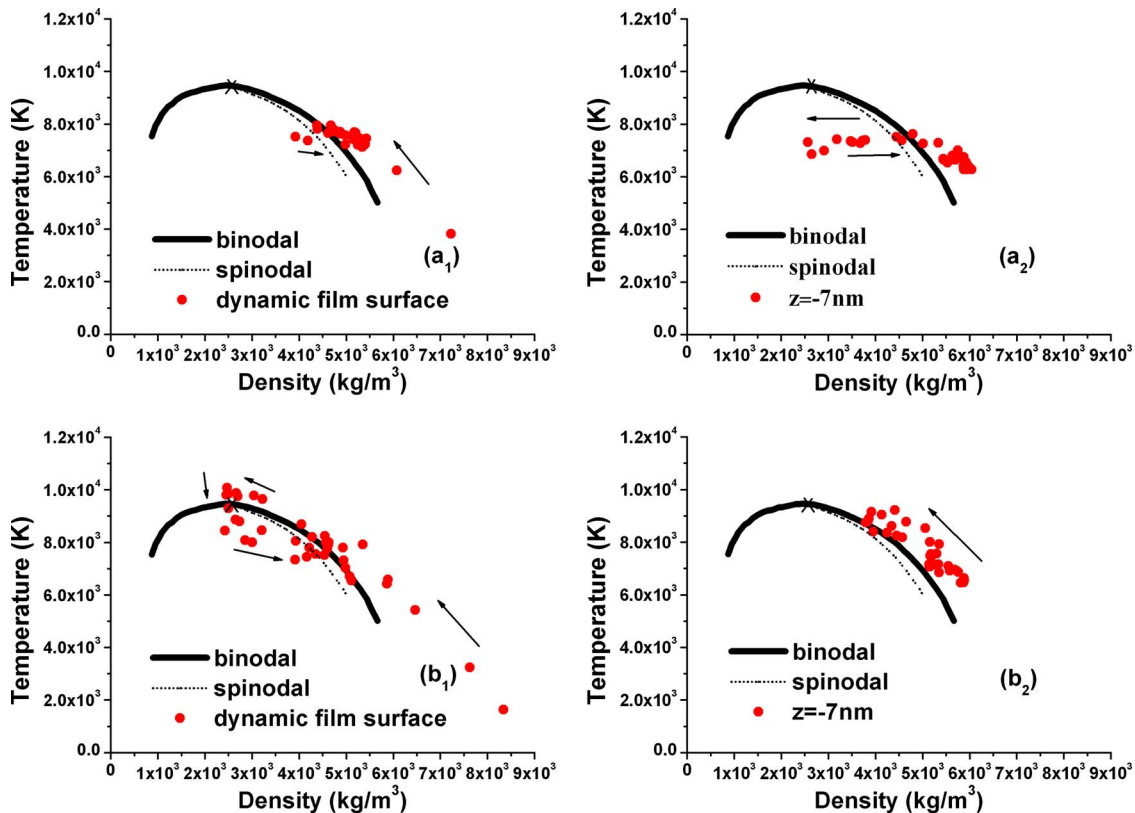 1.2x10⁴
1.0x10⁴
8.0x10³
6.0x10³
4.0x10³
2.0x10³
0.0
Temperature (K)
binodal
spinodal
dynamic film surface
(a₁)
0 1x10³ 2x10³ 3x10³ 4x10³ 5x10³ 6x10³ 7x10³ 8x10³ 9x10³
Density (kg/m³)
1.2x10⁴
1.0x10⁴
8.0x10³
6.0x10³
4.0x10³
2.0x10³
0.0
Temperature (K)
binodal
spinodal
z=-7nm
(a₂)
0 1x10³ 2x10³ 3x10³ 4x10³ 5x10³ 6x10³ 7x10³ 8x10³ 9x10³
Density (kg/m³)
1.2x10⁴
1.0x10⁴
8.0x10³
6.0x10³
4.0x10³
2.0x10³
0.0
Temperature (K)
binodal
spinodal
dynamic film surface
(b₁)
0 1x10³ 2x10³ 3x10³ 4x10³ 5x10³ 6x10³ 7x10³ 8x10³ 9x10³
Density (kg/m³)
1.2x10⁴
1.0x10⁴
8.0x10³
6.0x10³
4.0x10³
2.0x10³
0.0
Temperature (K)
binodal
spinodal
z=-7nm
(b₂)
0 1x10³ 2x10³ 3x10³ 4x10³ 5x10³ 6x10³ 7x10³ 8x10³ 9x10³
Density (kg/m³)